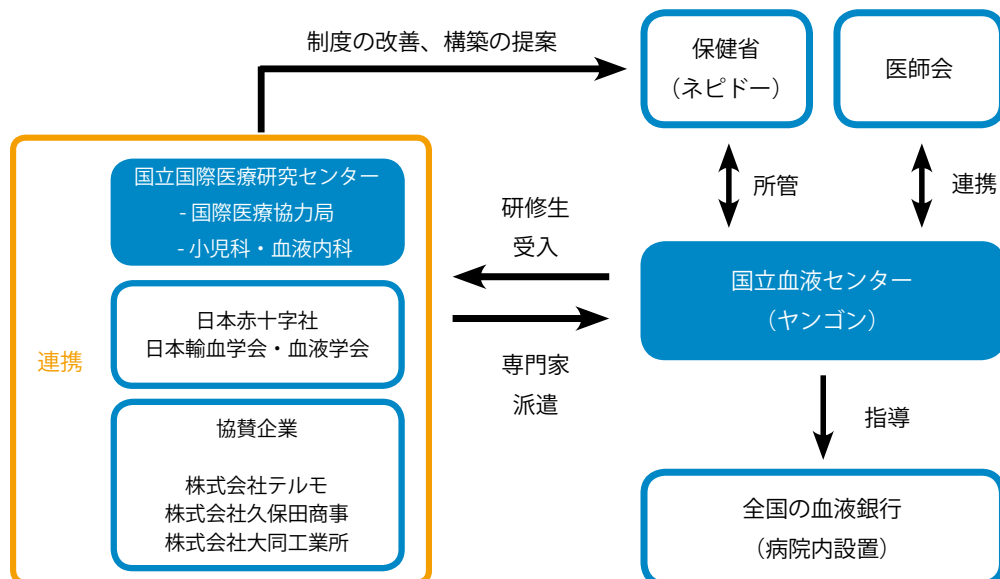 制度の改善、構築の提案
保健省
（ネピドー）
医師会
所管
連携
国立国際医療研究センター
- 国際医療協力局
- 小児科・血液内科
日本赤十字社
日本輸血学会・血液学会
連携
協賛企業
株式会社テルモ
株式会社久保田商事
株式会社大同工業所
研修生
受入
専門家
派遣
国立血液センター
（ヤンゴン）
指導
全国の血液銀行
（病院内設置）